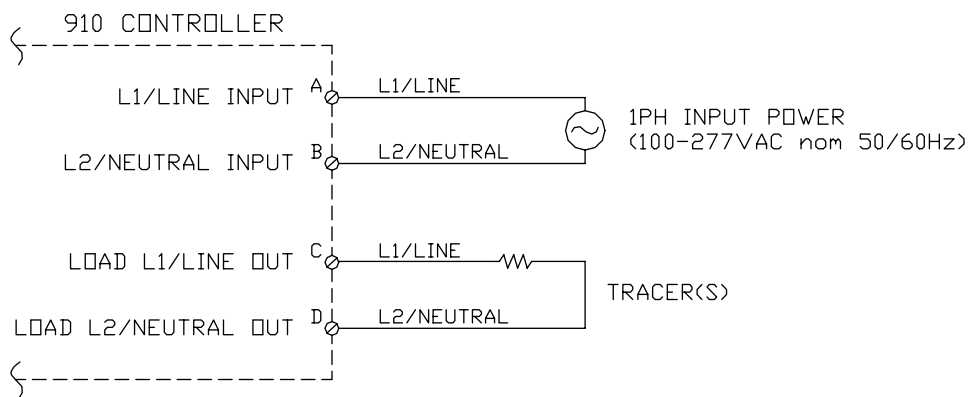 910 CONTROLLER
L1/LINE INPUT A L1/LINE
1PH INPUT POWER
(100-277VAC nom 50/60Hz)
L2/NEUTRAL INPUT B L2/NEUTRAL
LOAD L1/LINE OUT C L1/LINE
TRACER(S)
LOAD L2/NEUTRAL OUT D L2/NEUTRAL